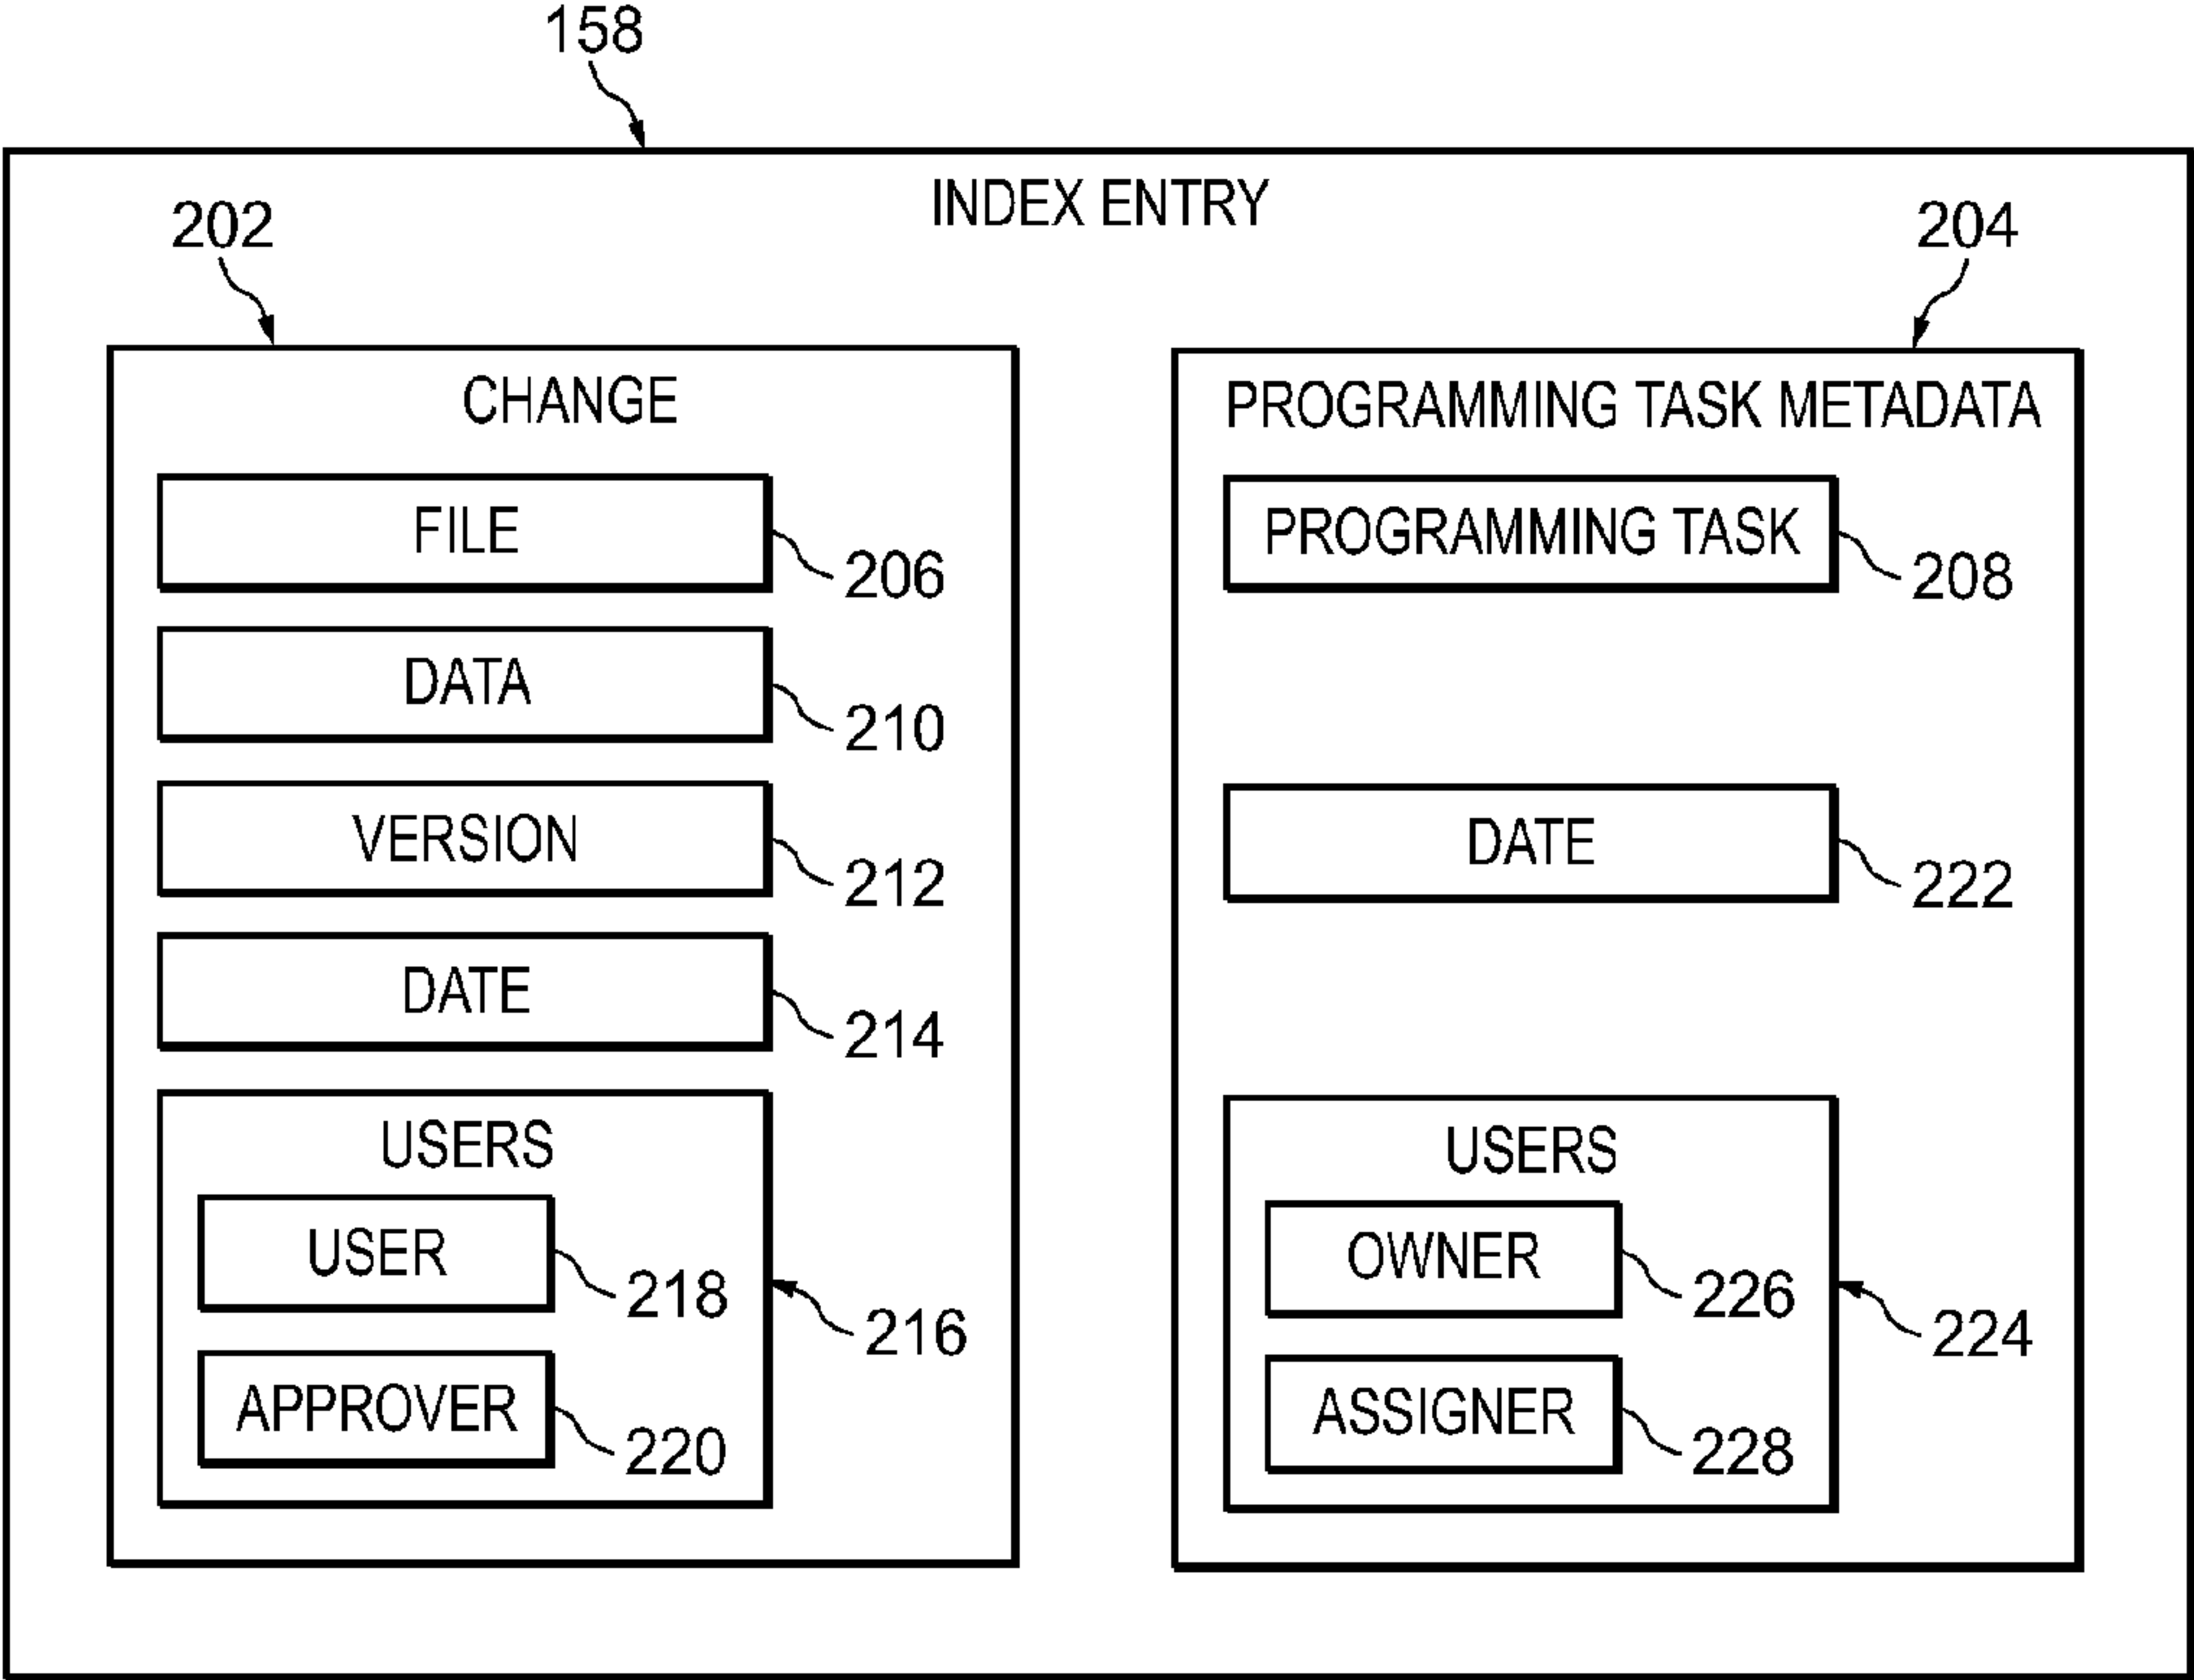 158
INDEX ENTRY
202
204
CHANGE
FILE
206
DATA
210
VERSION
212
DATE
214
USERS
USER
218
216
APPROVER
220
PROGRAMMING TASK METADATA
PROGRAMMING TASK
208
DATE
222
USERS
OWNER
226
224
ASSIGNER
228